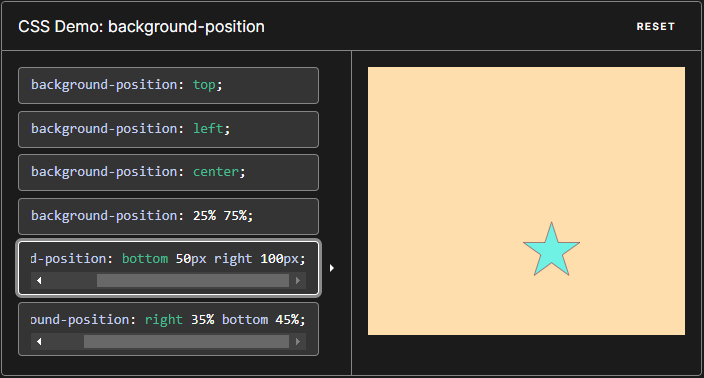 CSS Demo: background-position
RESET
background-position: top;
background-position: left;
background-position: center;
background-position: 25% 75%;
d-position: bottom 50px right 100px;
ound-position: right 35% bottom 45%;